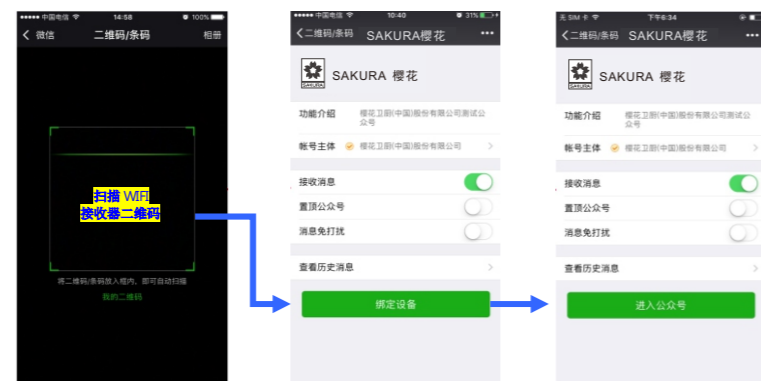 中国电信 14:58 100%
微信 二维码/条码 相册
扫描 WIFI
接收器二维码
将二维码/条码放入框内，即可自动扫描
我的二维码
中国电信 10:40 31%
二维码/条码 SAKURA樱花
SAKURA
SAKURA 樱花
功能介绍 樱花卫厨(中国)股份有限公司测试公
众号
帐号主体 樱花卫厨(中国)股份有限公司
接收消息
置顶公众号
消息免打扰
查看历史消息
绑定设备
无 SIM 卡 下午6:34
二维码/条码 SAKURA樱花
SAKURA
SAKURA 樱花
功能介绍 樱花卫厨(中国)股份有限公司测试公
众号
帐号主体 樱花卫厨(中国)股份有限公司
接收消息
置顶公众号
消息免打扰
查看历史消息
进入公众号